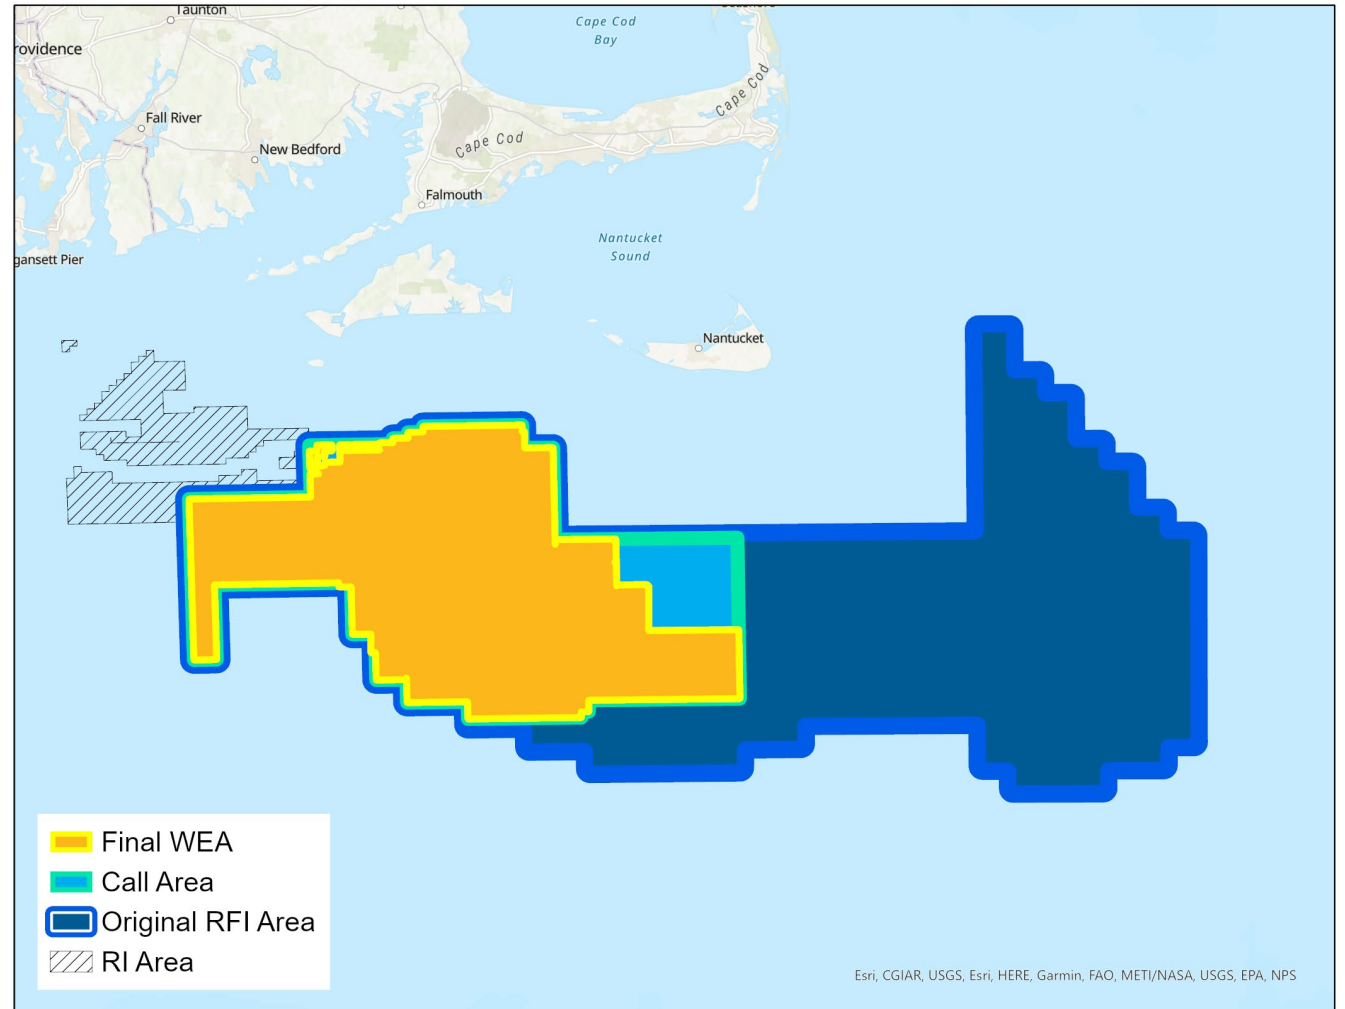 Taunton
Cape Cod
Bay
rovidence
Cape Cod
Fall River
Cape Cod
New Bedford
Falmouth
Nantucket
Sound
gansett Pier
Nantucket
Final WEA
Call Area
Original RFI Area
RI Area
Esri, CGIAR, USGS, Esri, HERE, Garmin, FAO, METI/NASA, USGS, EPA, NPS